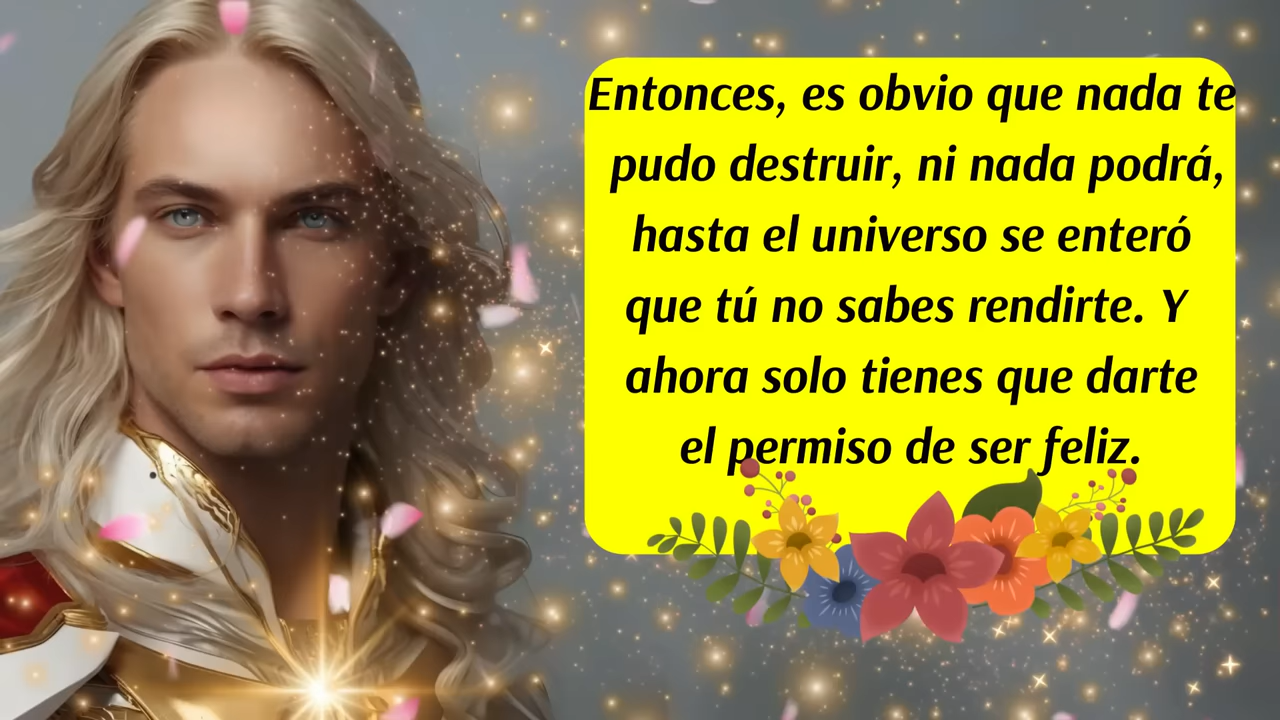 Entonces, es obvio que nada te
pudo destruir, ni nada podrá,
hasta el universo se enteró
que tú no sabes rendirte. Y
ahora solo tienes que darte
el permiso de ser feliz.